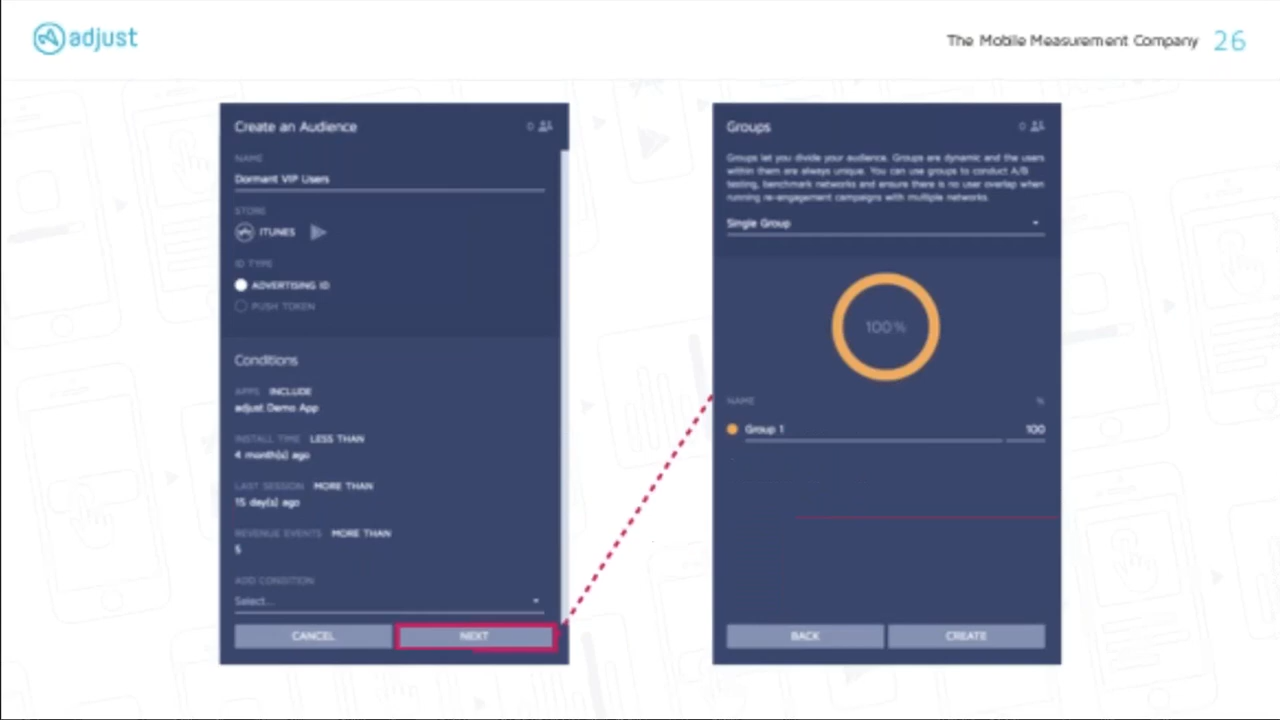 adjust
The Mobile Measurement Company 26
Create an Audience 0
NAME
Dormant VIP Users
STORE
ITUNES
ID TYPE
ADVERTISING ID
PUSH TOKEN
Conditions
APPS INCLUDE
adjust Demo App
INSTALL TIME LESS THAN
4 month(s) ago
LAST SESSION MORE THAN
15 day(s) ago
REVENUE EVENTS MORE THAN
5
ADD CONDITION
Select...
CANCEL NEXT
Groups 0
Groups let you divide your audience. Groups are dynamic and the users
within them are always unique. You can use groups to conduct A/B
testing, benchmark networks and ensure there is no user overlap when
running re-engagement campaigns with multiple networks.
Single Group
100%
NAME %
Group 1 100
BACK CREATE